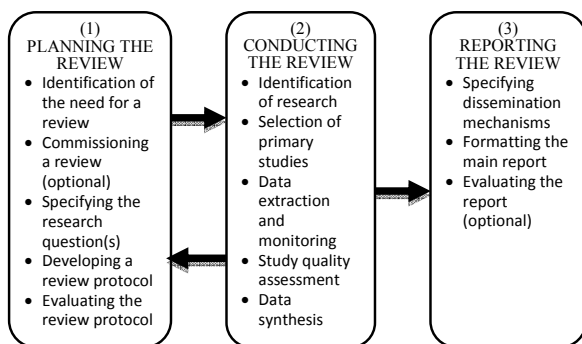 (1)
PLANNING THE
REVIEW
• Identification of
the need for a
review
• Commissioning
a review
(optional)
• Specifying the
research
question(s)
• Developing a
review protocol
• Evaluating the
review protocol
(2)
CONDUCTING
THE REVIEW
• Identification
of research
• Selection of
primary
studies
• Data
extraction
and
monitoring
• Study quality
assessment
• Data
synthesis
(3)
REPORTING
THE REVIEW
• Specifying
dissemination
mechanisms
• Formatting the
main report
• Evaluating the
report
(optional)